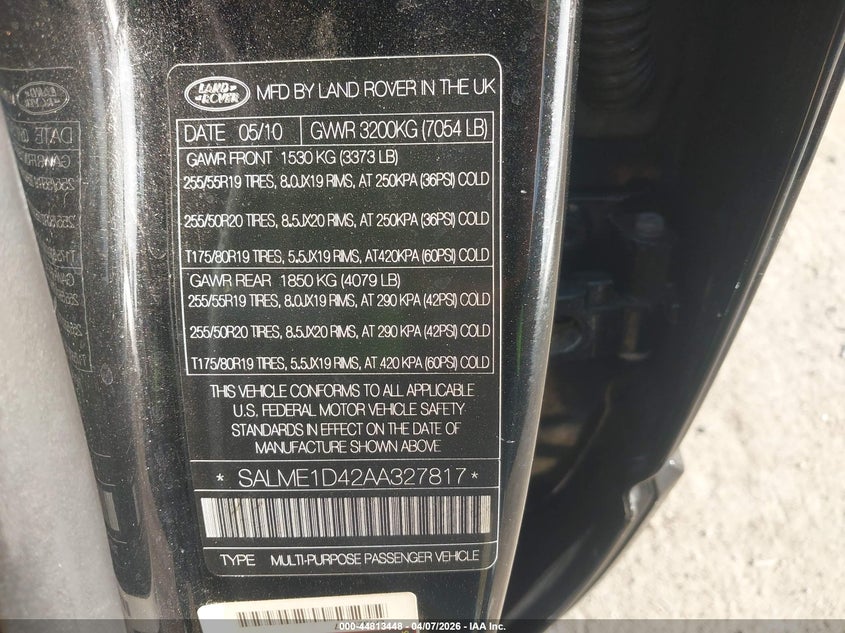 LAND ROVER
MFD BY LAND ROVER IN THE UK
DATE 05/10 GVWR 3200KG (7054 LB)
GAWR FRONT 1530 KG (3373 LB)
255/55R19 TIRES, 8.0JX19 RIMS, AT 250KPA (36PSI) COLD
255/50R20 TIRES, 8.5JX20 RIMS, AT 250KPA (36PSI) COLD
T175/80R19 TIRES, 5.5JX19 RIMS, AT420KPA (60PSI) COLD
GAWR REAR 1850 KG (4079 LB)
255/55R19 TIRES, 8.0JX19 RIMS, AT 290 KPA (42PSI) COLD
255/50R20 TIRES, 8.5JX20 RIMS, AT 290 KPA (42PSI) COLD
T175/80R19 TIRES, 5.5JX19 RIMS, AT 420 KPA (60PSI) COLD
THIS VEHICLE CONFORMS TO ALL APPLICABLE
U.S. FEDERAL MOTOR VEHICLE SAFETY
STANDARDS IN EFFECT ON THE DATE OF
MANUFACTURE SHOWN ABOVE
* SALME1D42AA327817 *
TYPE MULTI-PURPOSE PASSENGER VEHICLE
000-44813448 - 04/07/2026 - IAA Inc.